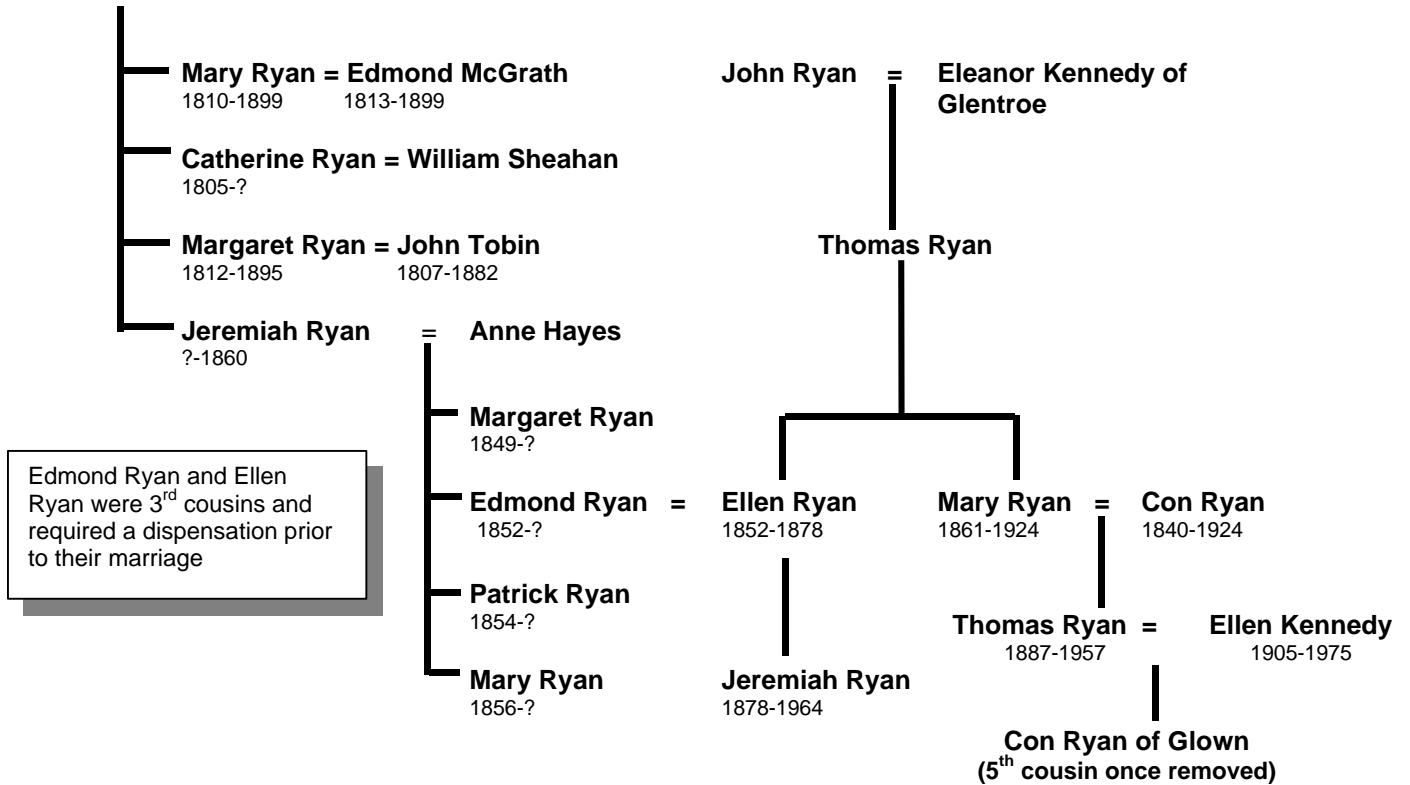 Mary Ryan = Edmond McGrath
1810-1899 1813-1899
John Ryan = Eleanor Kennedy of
Glentroe
Catherine Ryan = William Sheahan
1805-?
Margaret Ryan = John Tobin
1812-1895 1807-1882
Thomas Ryan
Jeremiah Ryan = Anne Hayes
?-1860
Margaret Ryan
1849-?
Edmond Ryan and Ellen
Ryan were 3rd cousins and
required a dispensation prior
to their marriage
Edmond Ryan = Ellen Ryan
1852-? 1852-1878
Mary Ryan = Con Ryan
1861-1924 1840-1924
Patrick Ryan
1854-?
Thomas Ryan = Ellen Kennedy
1887-1957 1905-1975
Mary Ryan
1856-?
Jeremiah Ryan
1878-1964
Con Ryan of Glown
(5th cousin once removed)